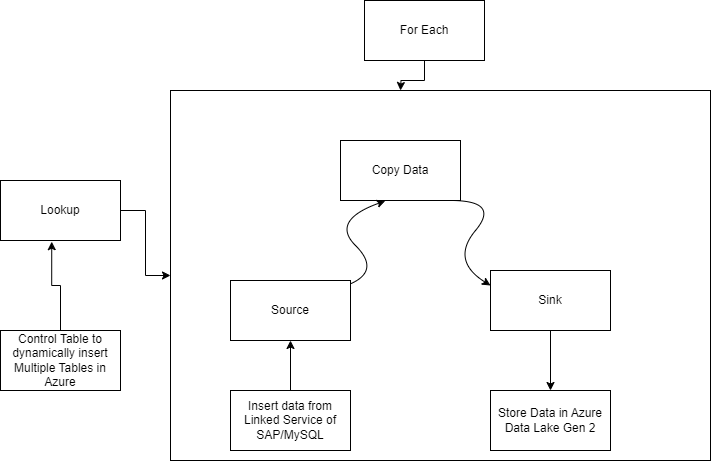 For Each
Copy Data
Lookup
Source
Sink
Control Table to
dynamically insert
Multiple Tables in
Azure
Insert data from
Linked Service of
SAP/MySQL
Store Data in Azure
Data Lake Gen 2